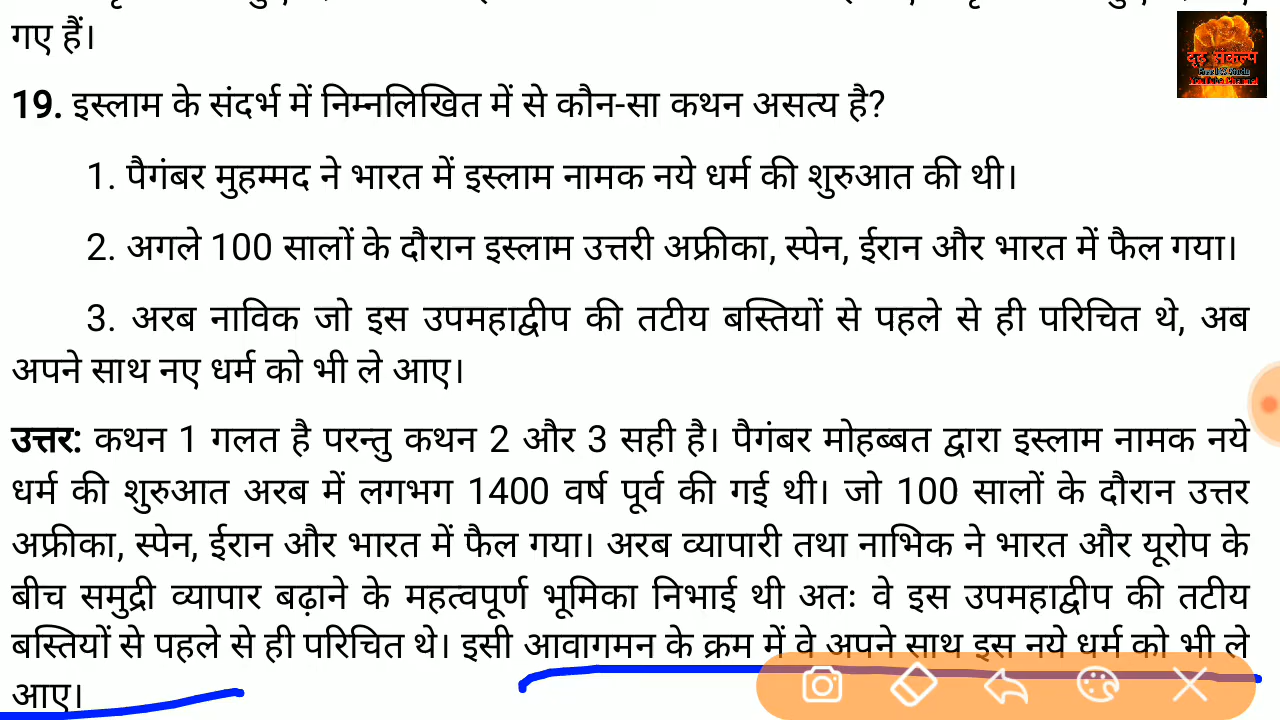 गए हैं।
दृढ़ संकल्प
19. इस्लाम के संदर्भ में निम्नलिखित में से कौन-सा कथन असत्य है?
1. पैगंबर मुहम्मद ने भारत में इस्लाम नामक नये धर्म की शुरुआत की थी।
2. अगले 100 सालों के दौरान इस्लाम उत्तरी अफ्रीका, स्पेन, ईरान और भारत में फैल गया।
3. अरब नाविक जो इस उपमहाद्वीप की तटीय बस्तियों से पहले से ही परिचित थे, अब
अपने साथ नए धर्म को भी ले आए।
उत्तर: कथन 1 गलत है परन्तु कथन 2 और 3 सही है। पैगंबर मोहब्बत द्वारा इस्लाम नामक नये
धर्म की शुरुआत अरब में लगभग 1400 वर्ष पूर्व की गई थी। जो 100 सालों के दौरान उत्तर
अफ्रीका, स्पेन, ईरान और भारत में फैल गया। अरब व्यापारी तथा नाभिक ने भारत और यूरोप के
बीच समुद्री व्यापार बढ़ाने के महत्वपूर्ण भूमिका निभाई थी अतः वे इस उपमहाद्वीप की तटीय
बस्तियों से पहले से ही परिचित थे। इसी आवागमन के क्रम में वे अपने साथ इस नये धर्म को भी ले
आए।